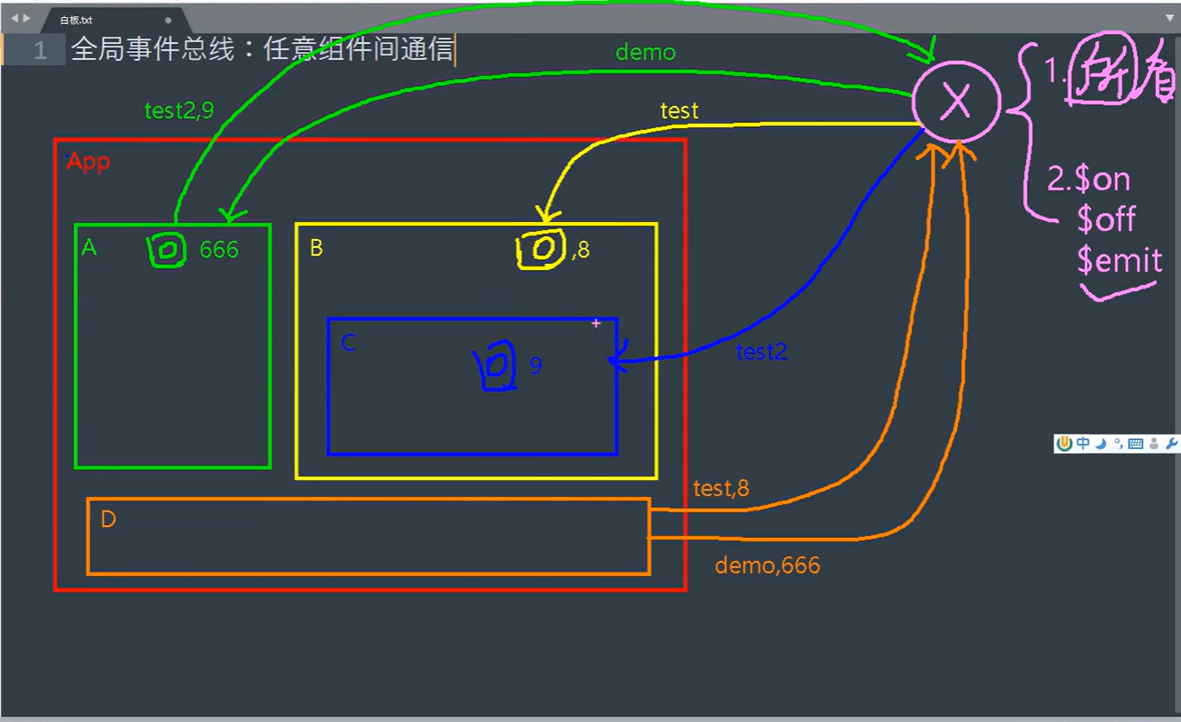 白板.txt
1 全局事件总线：任意组件间通信
demo
test2,9
test
X
1.所有
App
2.$on
$off
$emit
A
666
B
,8
C
9
test2
中
test,8
D
demo,666